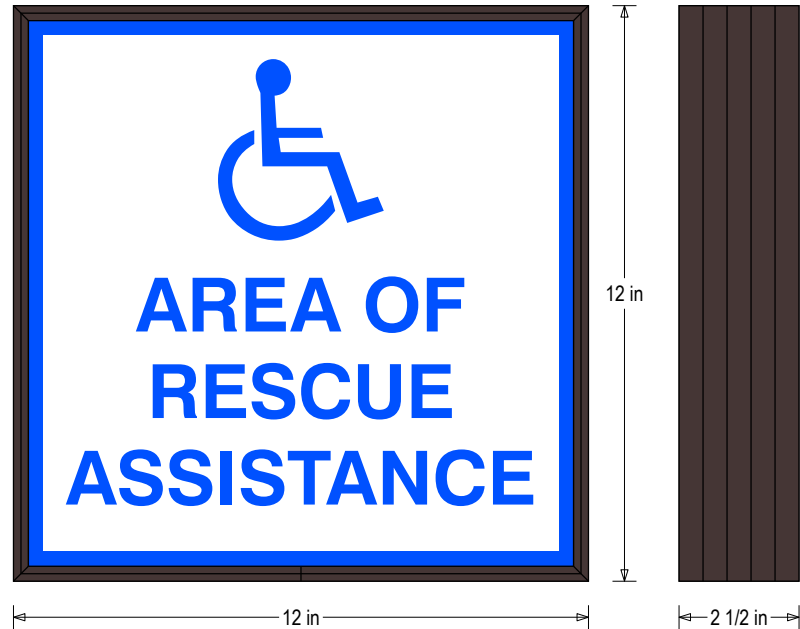 AREA OF
RESCUE
ASSISTANCE
12 in
12 in
2 1/2 in